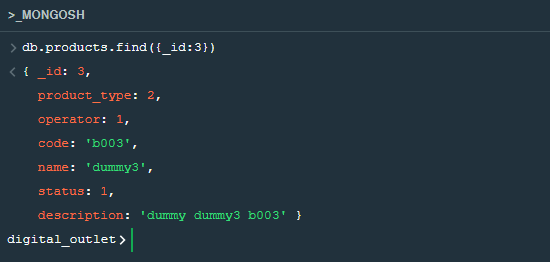 >_MONGOSH
> db.products.find({_id:3})
< { _id: 3,
product_type: 2,
operator: 1,
code: 'b003',
name: 'dummy3',
status: 1,
description: 'dummy dummy3 b003' }
digital_outlet>